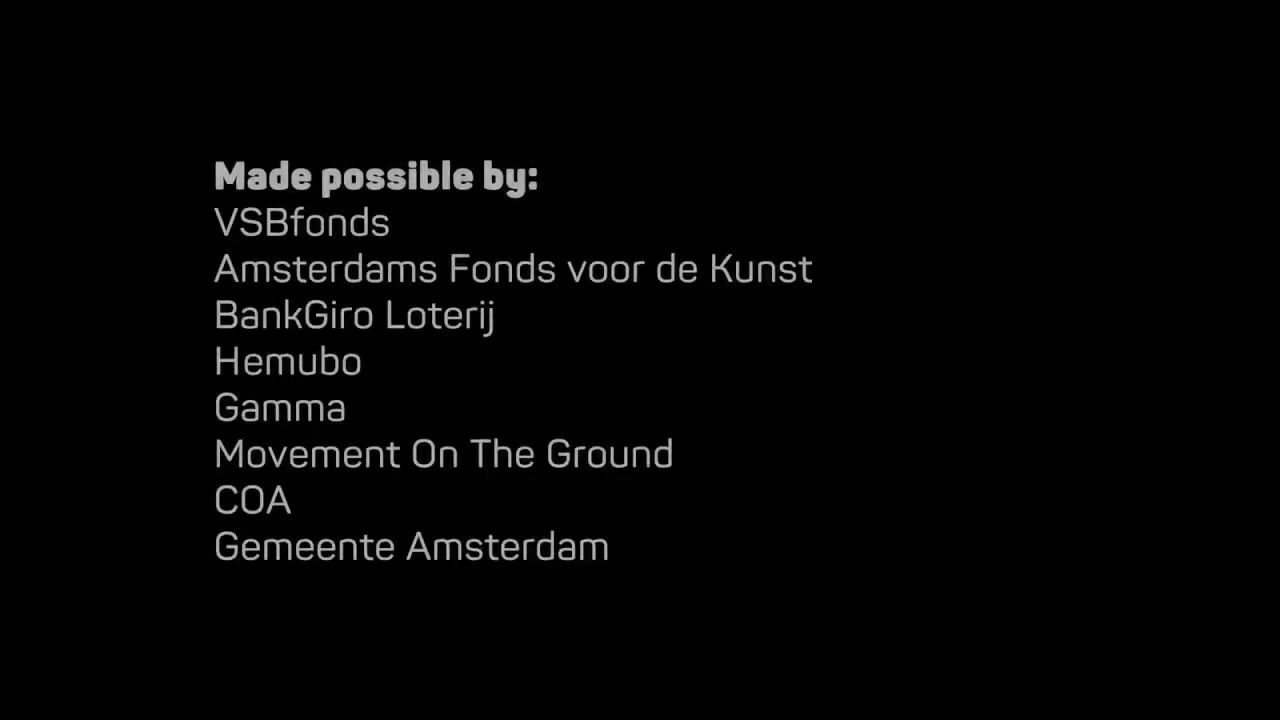 Made possible by:
VSBfonds
Amsterdams Fonds voor de Kunst
BankGiro Loterij
Hemubo
Gamma
Movement On The Ground
COA
Gemeente Amsterdam